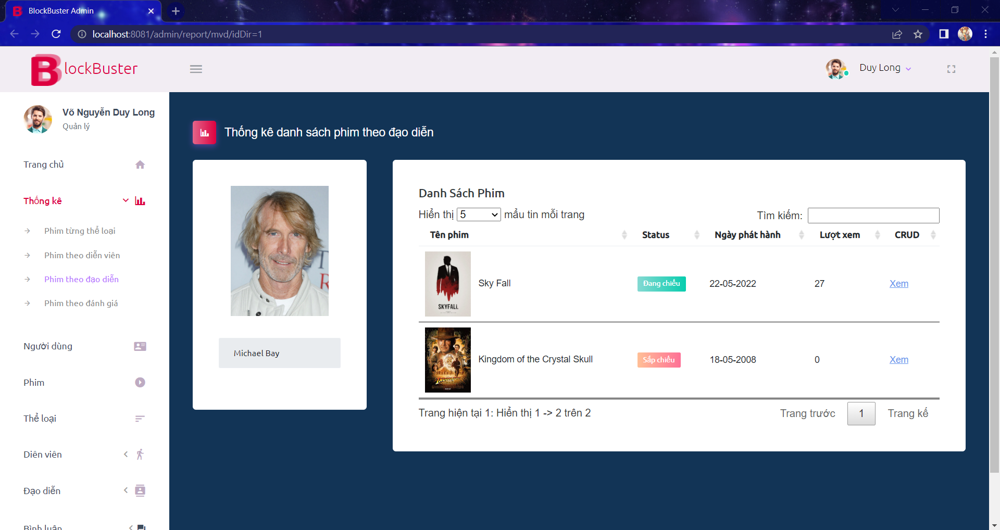 BlockBuster Admin
localhost:8081/admin/report/mvd/idDir=1
BlockBuster
Duy Long
Võ Nguyễn Duy Long
Quản lý
Trang chủ
Thống kê
Phim từng thể loại
Phim theo diễn viên
Phim theo đạo diễn
Phim theo đánh giá
Người dùng
Phim
Thể loại
Diên viên
Đạo diễn
Bình luận
Thống kê danh sách phim theo đạo diễn
Michael Bay
Danh Sách Phim
Hiển thị 5 mẩu tin mỗi trang
Tìm kiếm:
Tên phim Status Ngày phát hành Lượt xem CRUD
SKYFALL
Sky Fall Đang chiếu 22-05-2022 27 Xem
Kingdom of the Crystal Skull Sắp chiếu 18-05-2008 0 Xem
Trang hiện tại 1: Hiển thị 1 -> 2 trên 2
Trang trước 1 Trang kế